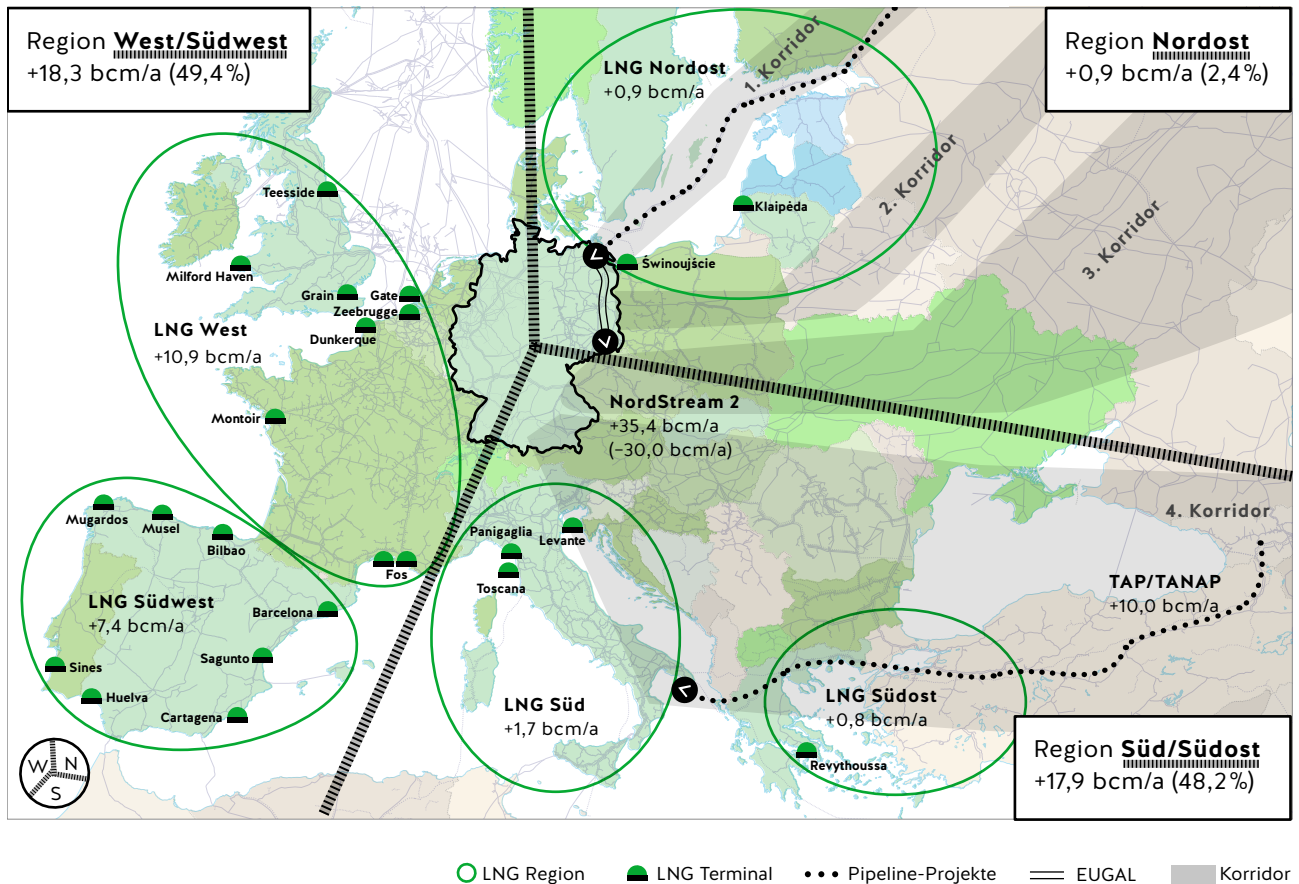 Region West/Südwest
+18,3 bcm/a (49,4%)
Region Nordost
+0,9 bcm/a (2,4%)
LNG Nordost
+0,9 bcm/a
1. Korridor
2. Korridor
3. Korridor
Teesside
Klaipėda
Milford Haven
Świnoujście
Grain
Gate
Zeebrugge
Dunkerque
LNG West
+10,9 bcm/a
Montoir
NordStream 2
+35,4 bcm/a
(−30,0 bcm/a)
4. Korridor
Mugardos
Musel
Bilbao
Panigaglia
Levante
Fos
Toscana
TAP/TANAP
+10,0 bcm/a
LNG Südwest
+7,4 bcm/a
Barcelona
Sagunto
Sines
Huelva
Cartagena
LNG Süd
+1,7 bcm/a
LNG Südost
+0,8 bcm/a
Revythoussa
Region Süd/Südost
+17,9 bcm/a (48,2%)
W N
S
LNG Region
LNG Terminal
Pipeline-Projekte
EUGAL
Korridor